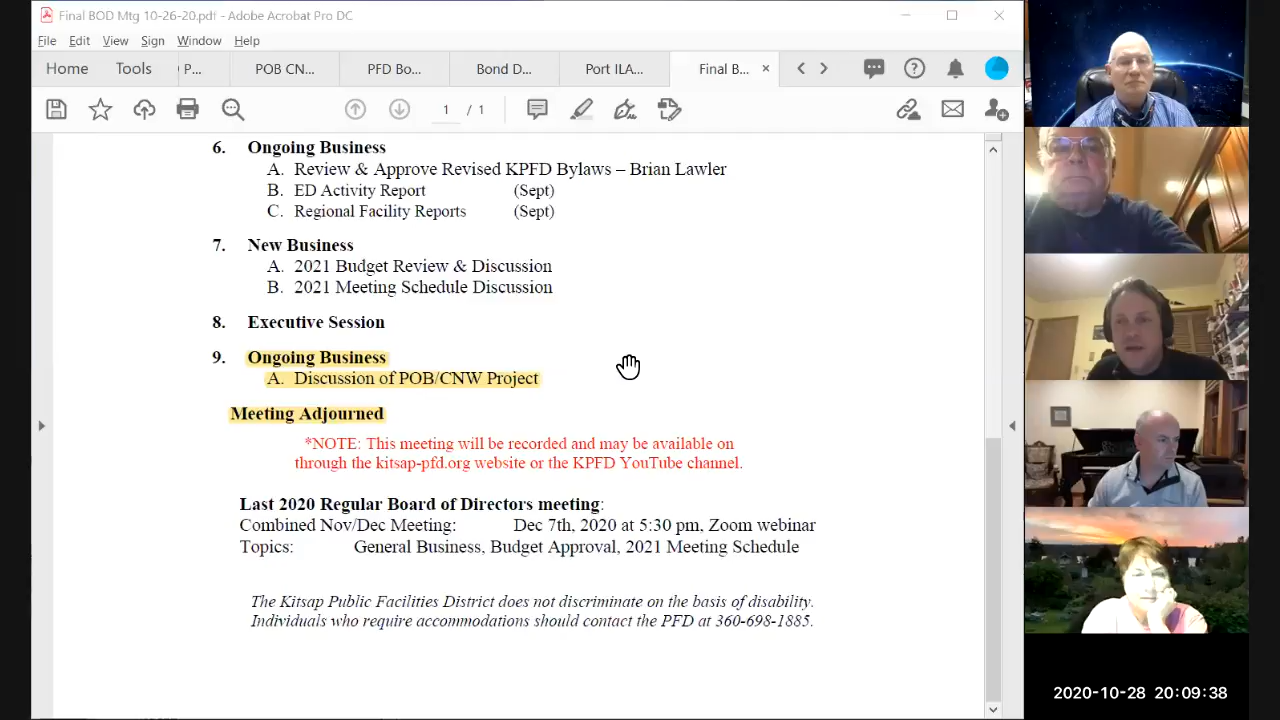 Final BOD Mtg 10-26-20.pdf - Adobe Acrobat Pro DC
File Edit View Sign Window Help
Home Tools P... POB CN... PFD Bo... Bond D... Port ILA... Final B...
1 / 1
6. Ongoing Business
A. Review & Approve Revised KPFD Bylaws – Brian Lawler
B. ED Activity Report (Sept)
C. Regional Facility Reports (Sept)
7. New Business
A. 2021 Budget Review & Discussion
B. 2021 Meeting Schedule Discussion
8. Executive Session
9. Ongoing Business
A. Discussion of POB/CNW Project
Meeting Adjourned
*NOTE: This meeting will be recorded and may be available on
through the kitsap-pfd.org website or the KPFD YouTube channel.
Last 2020 Regular Board of Directors meeting:
Combined Nov/Dec Meeting: Dec 7th, 2020 at 5:30 pm, Zoom webinar
Topics: General Business, Budget Approval, 2021 Meeting Schedule
The Kitsap Public Facilities District does not discriminate on the basis of disability.
Individuals who require accommodations should contact the PFD at 360-698-1885.
2020-10-28 20:09:38